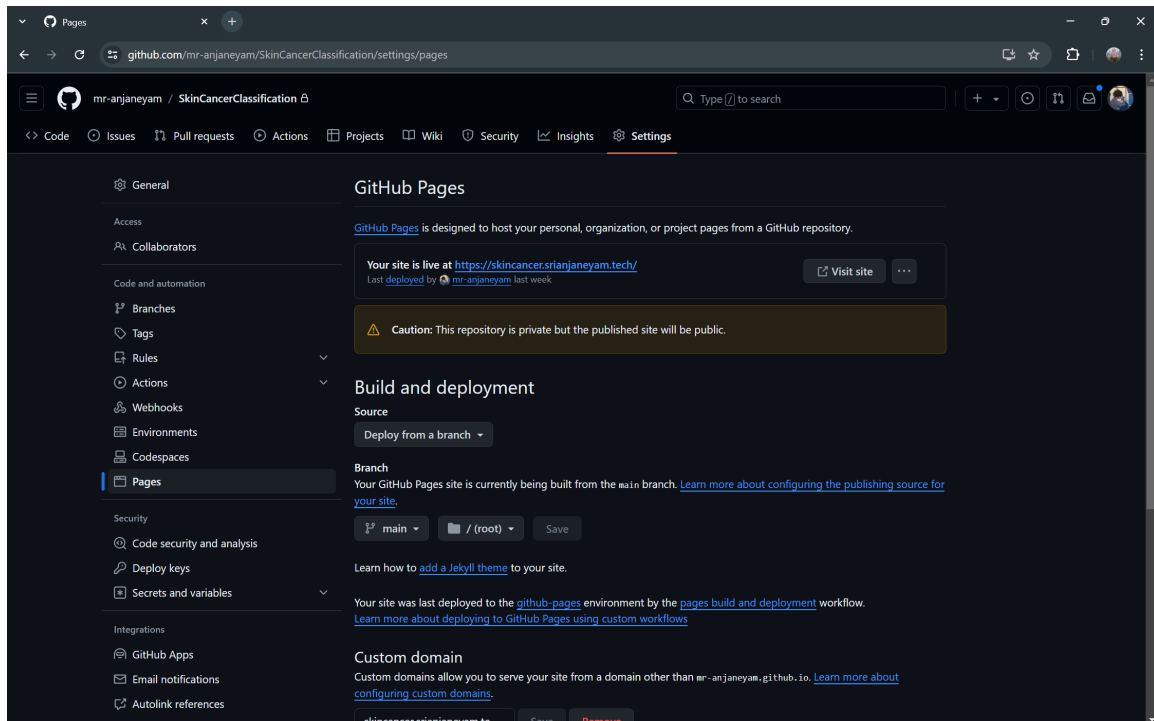 Pages
github.com/mr-anjaneyam/SkinCancerClassification/settings/pages
mr-anjaneyam / SkinCancerClassification
Type / to search
Code Issues Pull requests Actions Projects Wiki Security Insights Settings
General
Access
Collaborators
Code and automation
Branches
Tags
Rules
Actions
Webhooks
Environments
Codespaces
Pages
Security
Code security and analysis
Deploy keys
Secrets and variables
Integrations
GitHub Apps
Email notifications
Autolink references
GitHub Pages
GitHub Pages is designed to host your personal, organization, or project pages from a GitHub repository.
Your site is live at https://skincancer.srianjaneyam.tech/
Last deployed by mr-anjaneyam last week
Visit site
Caution: This repository is private but the published site will be public.
Build and deployment
Source
Deploy from a branch
Branch
Your GitHub Pages site is currently being built from the main branch. Learn more about configuring the publishing source for
your site.
main / (root) Save
Learn how to add a Jekyll theme to your site.
Your site was last deployed to the github-pages environment by the pages build and deployment workflow.
Learn more about deploying to GitHub Pages using custom workflows
Custom domain
Custom domains allow you to serve your site from a domain other than mr-anjaneyam.github.io. Learn more about
configuring custom domains.
skincancer.srianjaneyam.te Save Remove